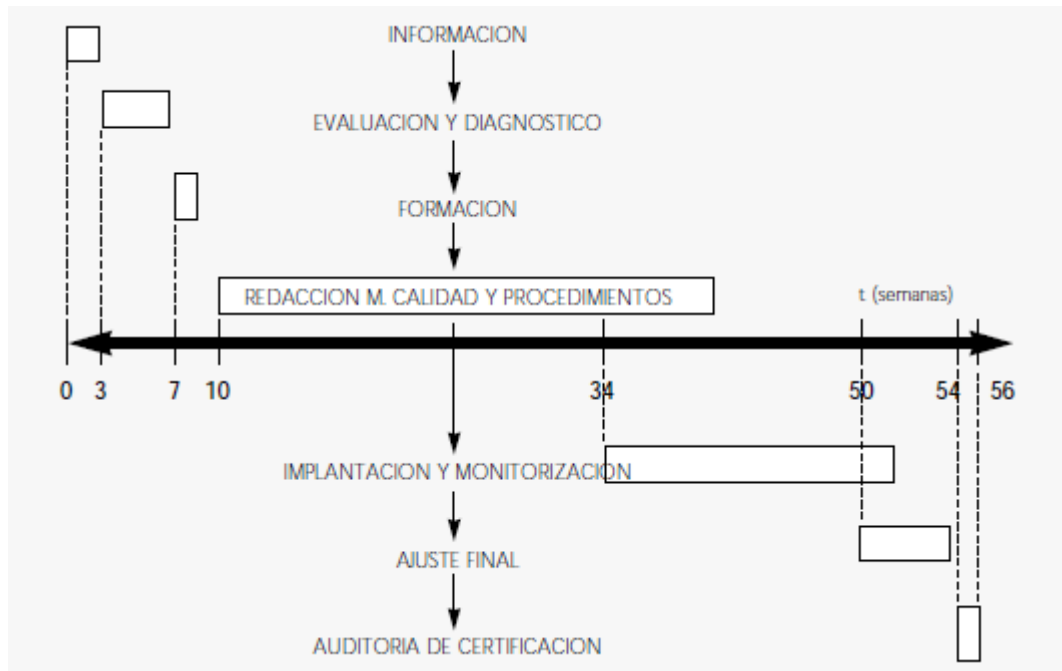 INFORMACION
EVALUACION Y DIAGNOSTICO
FORMACION
REDACCION M. CALIDAD Y PROCEDIMIENTOS
t (semanas)
0 3 7 10 34 50 54 56
IMPLANTACION Y MONITORIZACION
AJUSTE FINAL
AUDITORIA DE CERTIFICACION